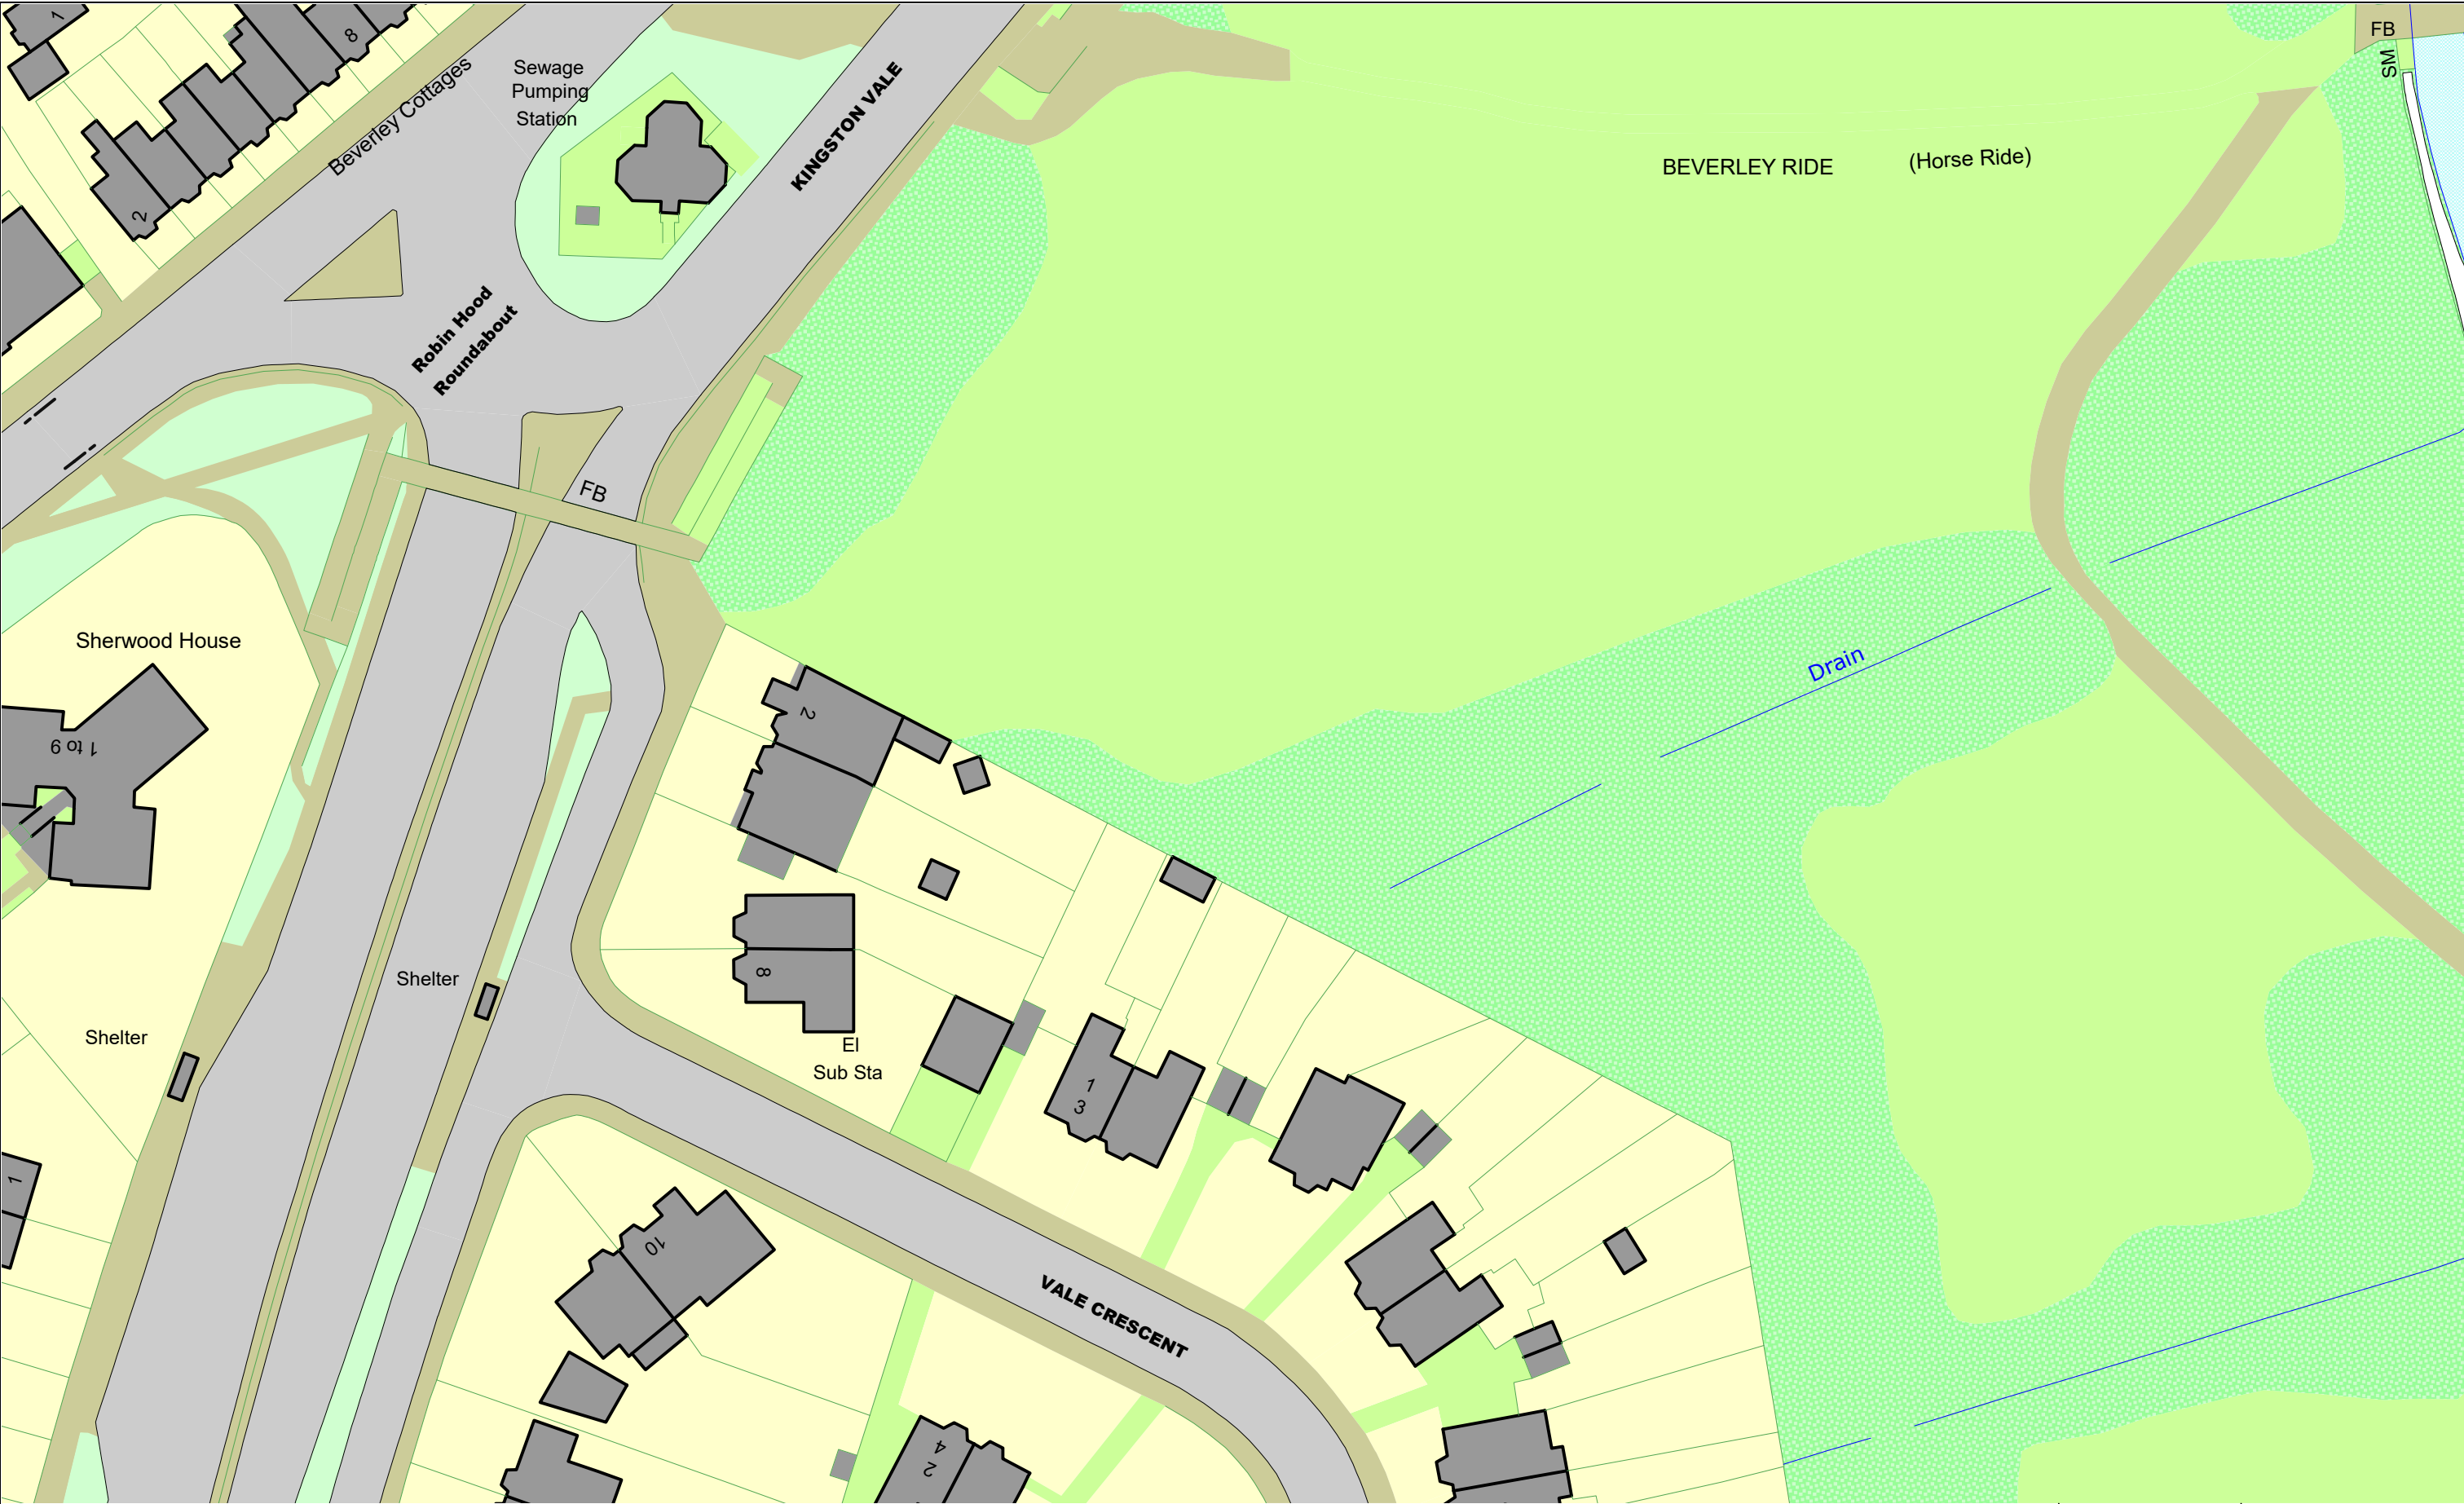 1
8
FB
SM
Beverley Cottages
Sewage
Pumping
Station
KINGSTON VALE
BEVERLEY RIDE
(Horse Ride)
2
Robin Hood
Roundabout
FB
Sherwood House
1 to 9
2
Drain
Shelter
8
Shelter
El
Sub Sta
1
3
1
10
VALE CRESCENT
4
2